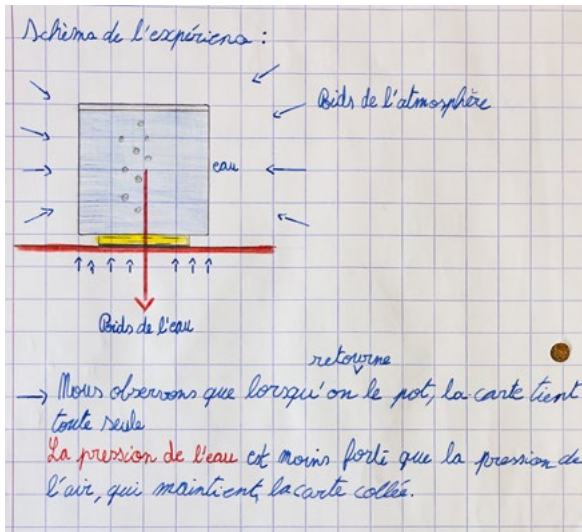 Schéma de l'expérience :
Poids de l'atmosphère
eau
Poids de l'eau
retourne
→ Nous observons que lorsqu'on le pot, la carte tient
toute seule
La pression de l'eau est moins forte que la pression de
l'air, qui maintient la carte collée.